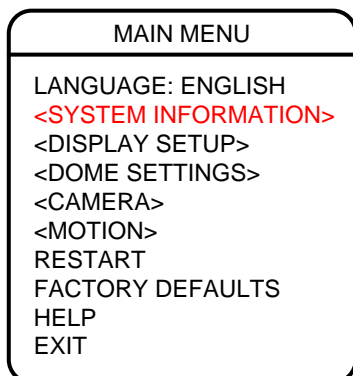 MAIN MENU
LANGUAGE: ENGLISH
<SYSTEM INFORMATION>
<DISPLAY SETUP>
<DOME SETTINGS>
<CAMERA>
<MOTION>
RESTART
FACTORY DEFAULTS
HELP
EXIT